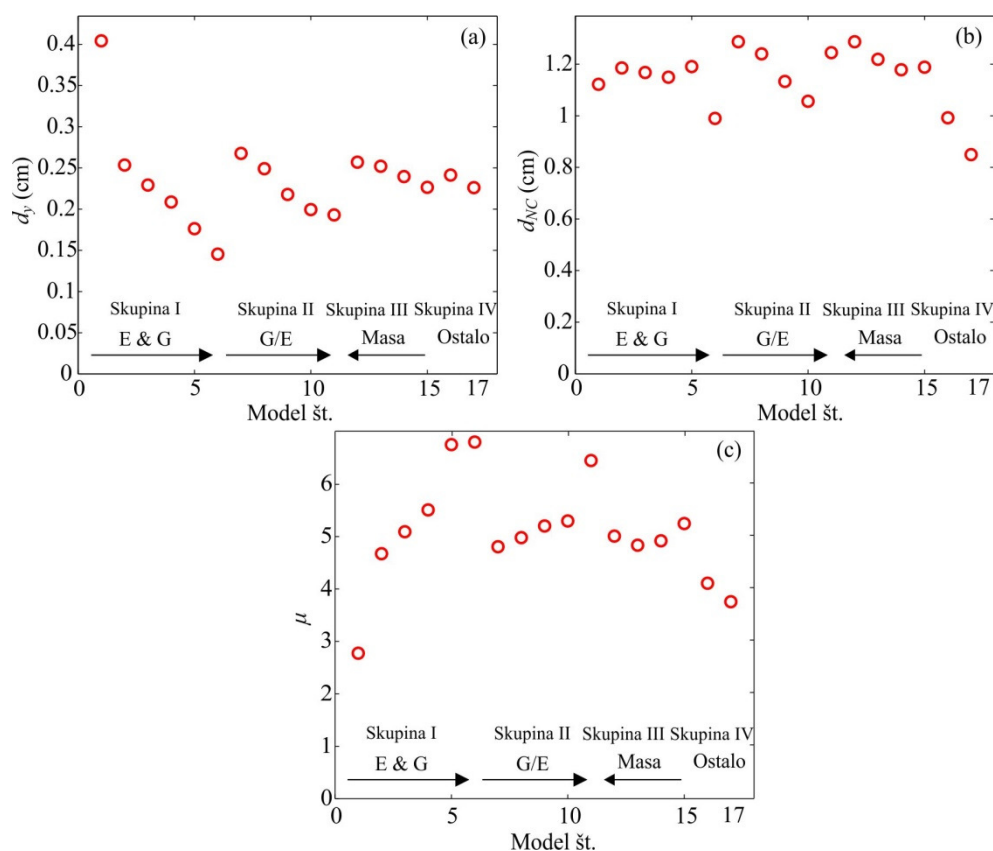 (a)
0.4
0.35
0.3
0.25
0.2
0.15
0.1
0.05
0
d_y (cm)
Skupina I Skupina II Skupina III Skupina IV
E & G G/E Masa Ostalo
0 5 10 15 17
Model št.
(b)
1.2
1
0.8
0.6
0.4
0.2
0
d_NC (cm)
Skupina I Skupina II Skupina III Skupina IV
E & G G/E Masa Ostalo
0 5 10 15 17
Model št.
(c)
6
5
4
3
2
1
0
μ
Skupina I Skupina II Skupina III Skupina IV
E & G G/E Masa Ostalo
0 5 10 15 17
Model št.